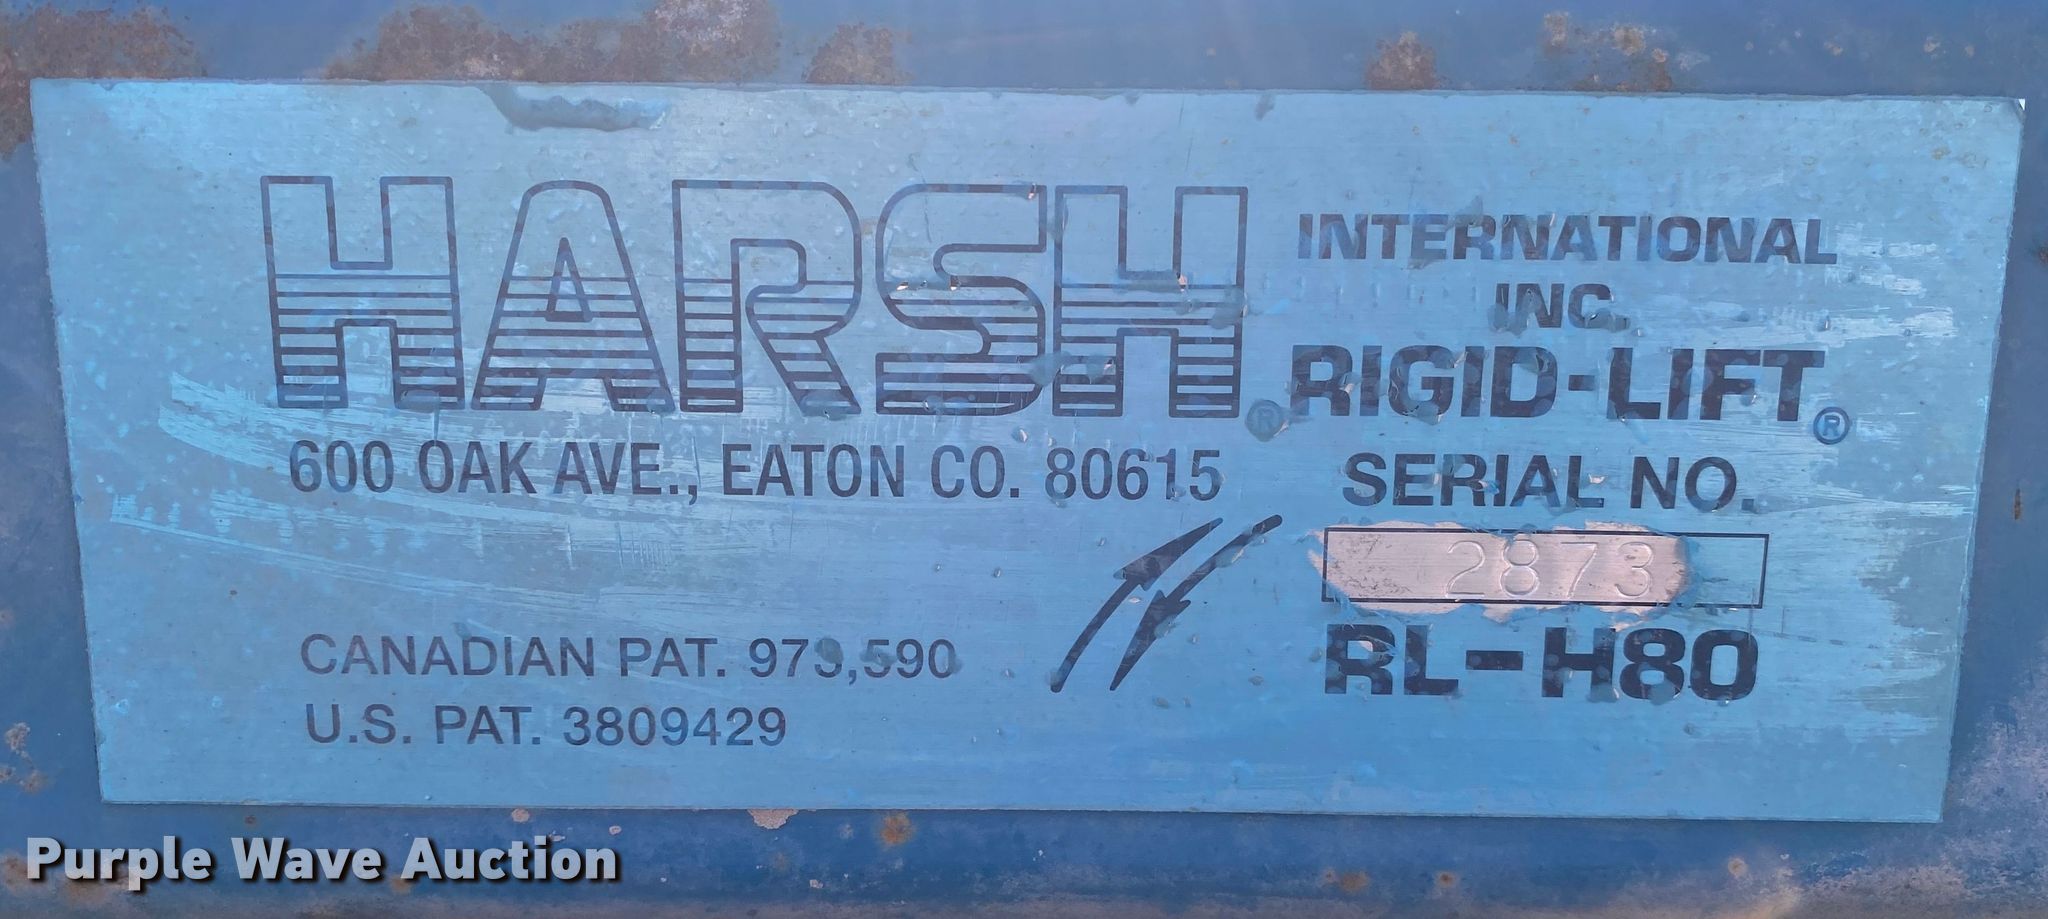 HARSH®
INTERNATIONAL
INC.
RIGID-LIFT®
600 OAK AVE., EATON CO. 80615
SERIAL NO.
2873
RL-H80
CANADIAN PAT. 973,590
U.S. PAT. 3809429
Purple Wave Auction